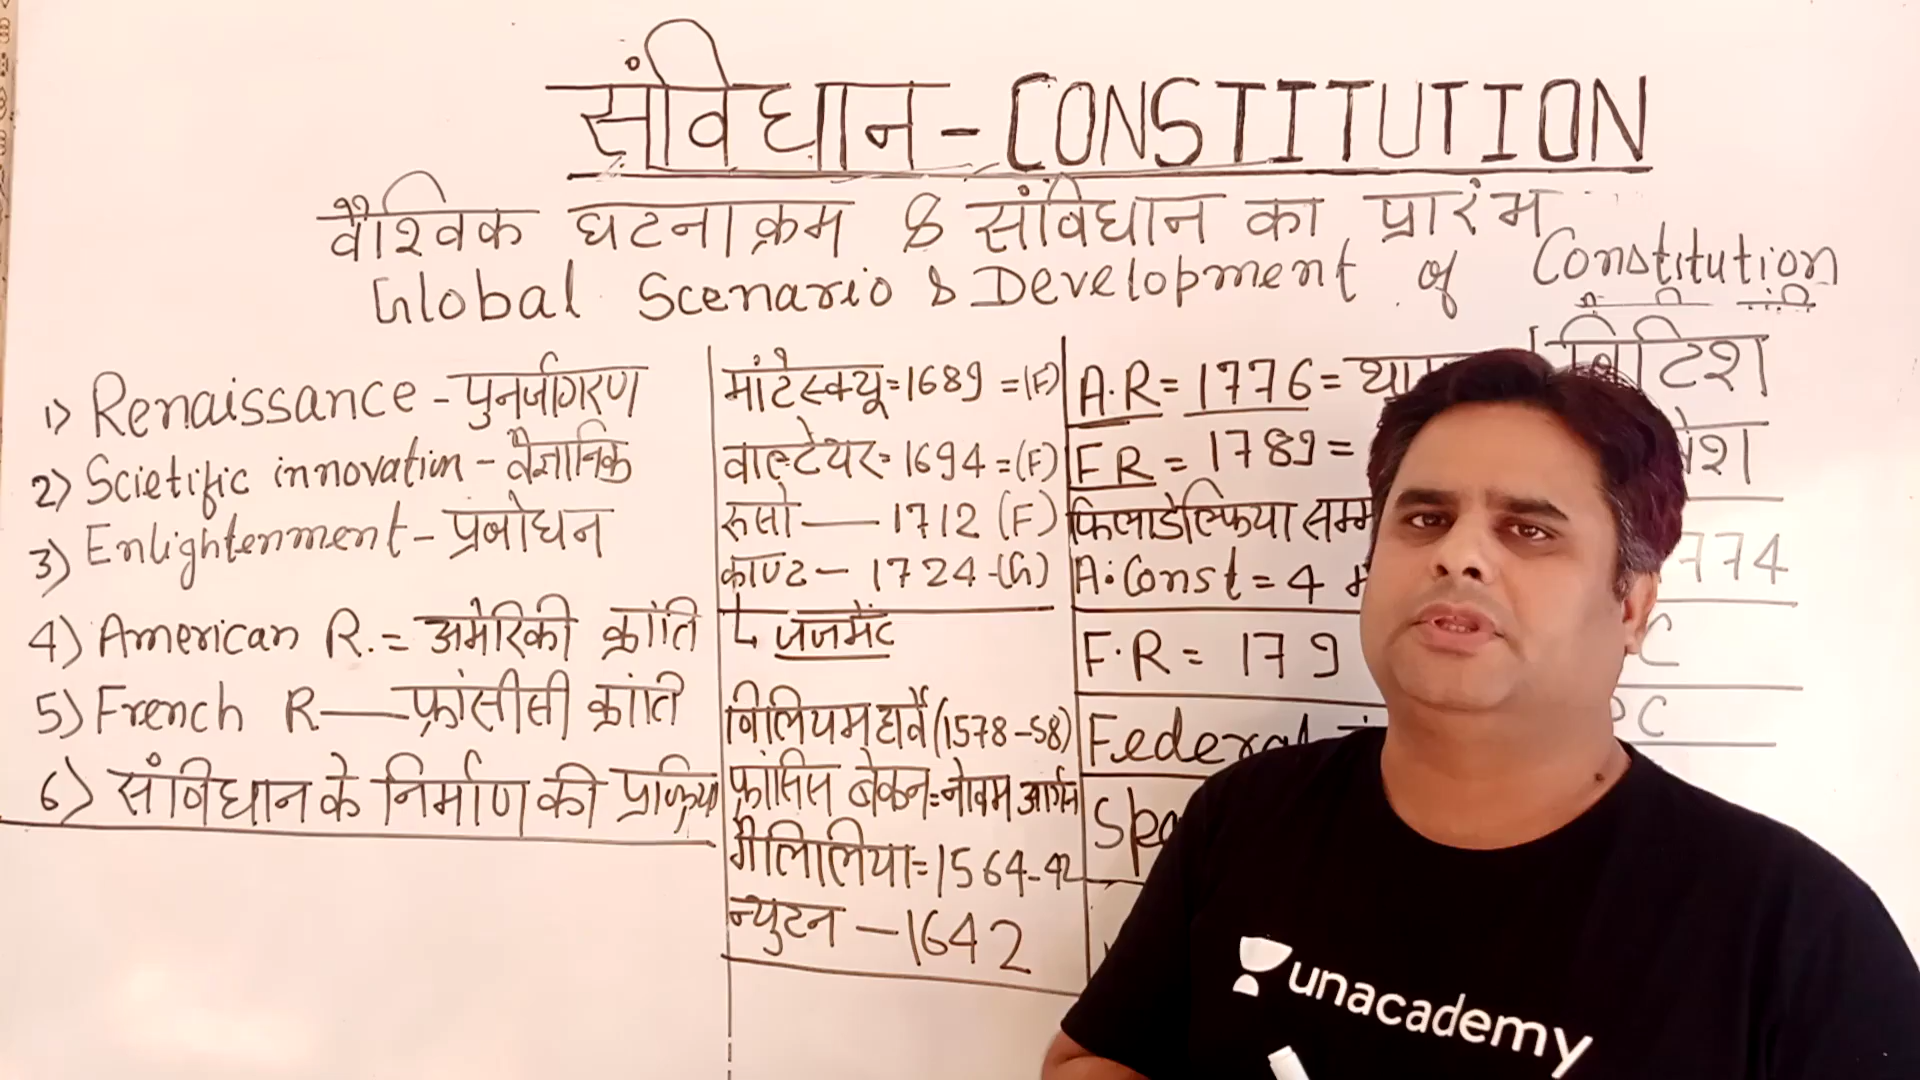 संविधान - CONSTITUTION
वैश्विक घटनाक्रम & संविधान का प्रारंभ
Global Scenario & Development of Constitution
1) Renaissance - पुनर्जागरण
2) Scietific innovation - वैज्ञानिक
3) Enlightenment - प्रबोधन
4) American R. = अमेरिकी क्रांति
5) French R — फ्रांसीसी क्रांति
6) संविधान के निर्माण की प्रक्रिया
मांटेस्क्यू = 1689 = (F)
वाल्टेयर = 1694 = (F)
रूसो — 1712 (F)
काण्ट — 1724 - (G)
जजमेंट
विलियम हार्वे (1578-58)
फ्रांसिस बेकन = नोवम आर्गन
गैलिलिया = 1564-42
न्युटन — 1642
A.R = 1776 =
F R = 1789 =
फिलाडेल्फिया
A. Const = 4
F.R = 179
Federal
ब्रिटिश
774
C
C
unacademy